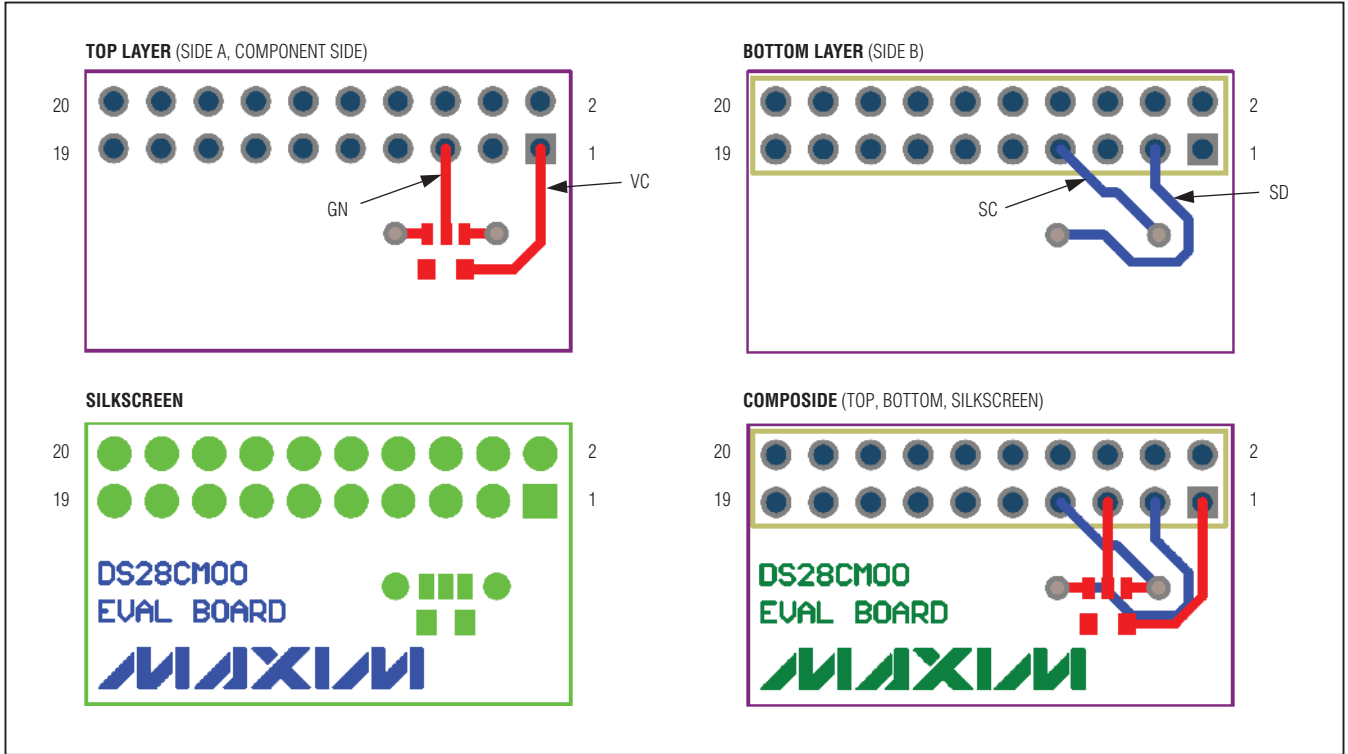 TOP LAYER (SIDE A, COMPONENT SIDE)
20
2
19
1
GN
VC
BOTTOM LAYER (SIDE B)
20
2
19
1
SC
SD
SILKSCREEN
20
2
19
1
DS28CM00
EVAL BOARD
MAXIM
COMPOSIDE (TOP, BOTTOM, SILKSCREEN)
20
2
19
1
DS28CM00
EVAL BOARD
MAXIM